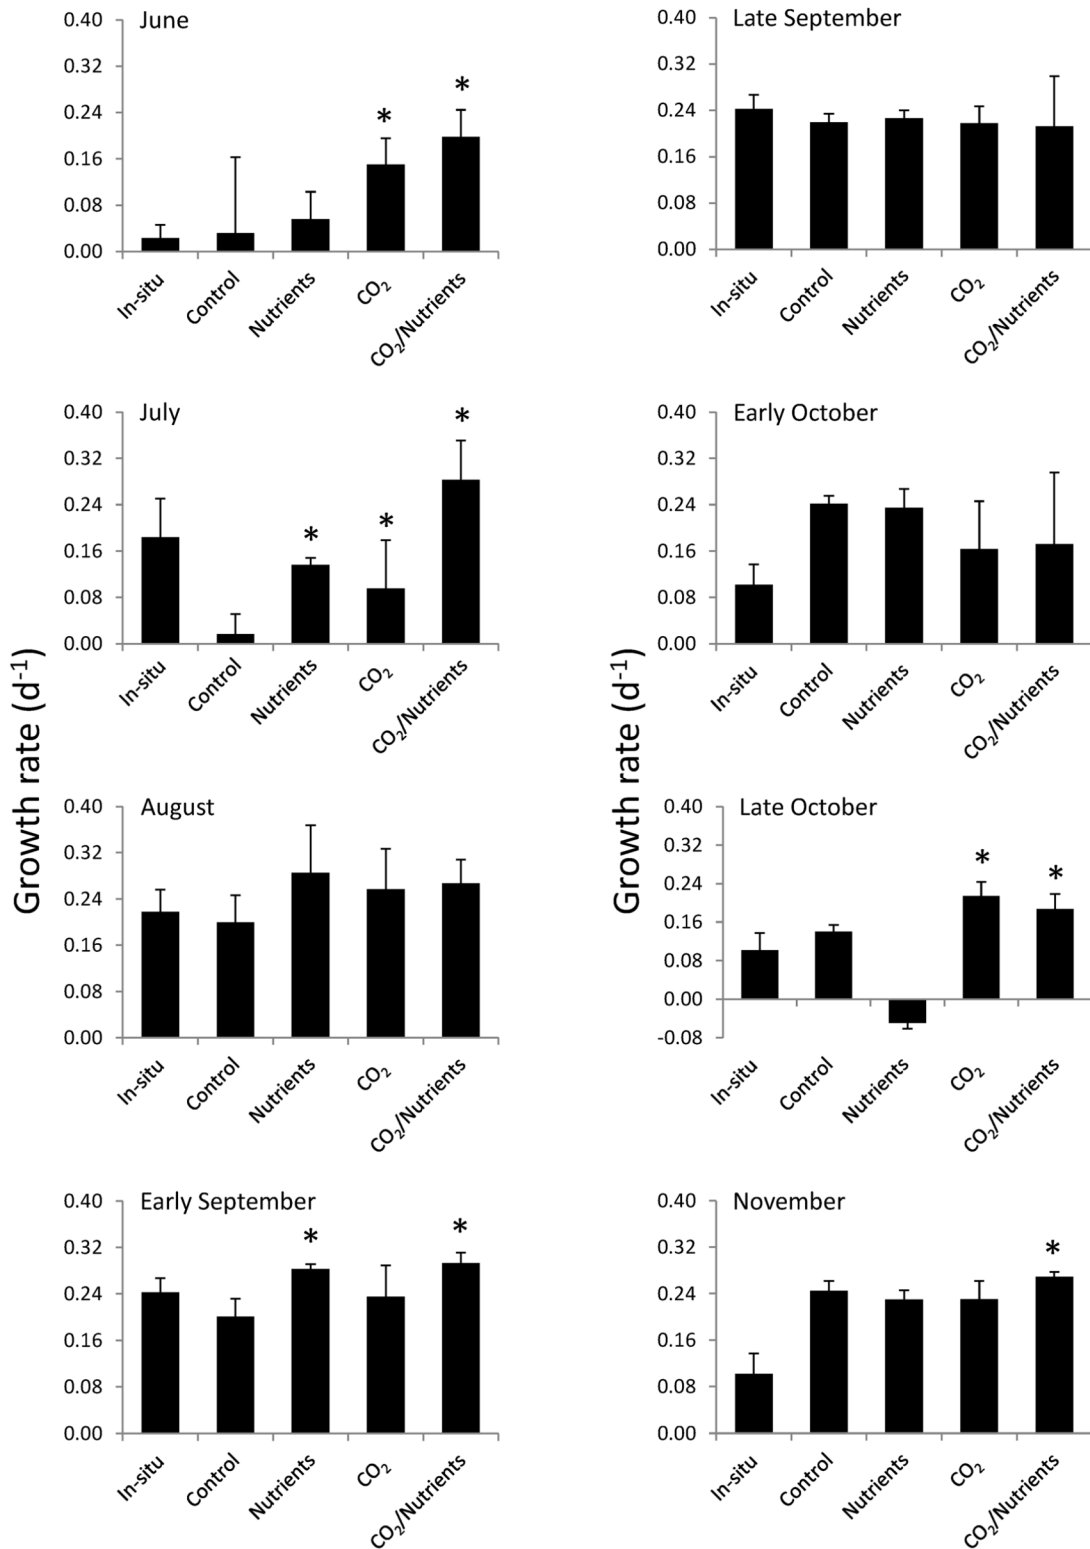 June
0.40
0.32
0.24
0.16
0.08
0.00
*
*
In-situ
Control
Nutrients
CO₂
CO₂/Nutrients
Late September
0.40
0.32
0.24
0.16
0.08
0.00
In-situ
Control
Nutrients
CO₂
CO₂/Nutrients
July
0.40
0.32
0.24
0.16
0.08
0.00
*
*
*
In-situ
Control
Nutrients
CO₂
CO₂/Nutrients
Early October
0.40
0.32
0.24
0.16
0.08
0.00
In-situ
Control
Nutrients
CO₂
CO₂/Nutrients
Growth rate (d⁻¹)
Growth rate (d⁻¹)
August
0.40
0.32
0.24
0.16
0.08
0.00
In-situ
Control
Nutrients
CO₂
CO₂/Nutrients
Late October
0.40
0.32
0.24
0.16
0.08
0.00
-0.08
*
*
In-situ
Control
Nutrients
CO₂
CO₂/Nutrients
Early September
0.40
0.32
0.24
0.16
0.08
0.00
*
*
In-situ
Control
Nutrients
CO₂
CO₂/Nutrients
November
0.40
0.32
0.24
0.16
0.08
0.00
*
In-situ
Control
Nutrients
CO₂
CO₂/Nutrients